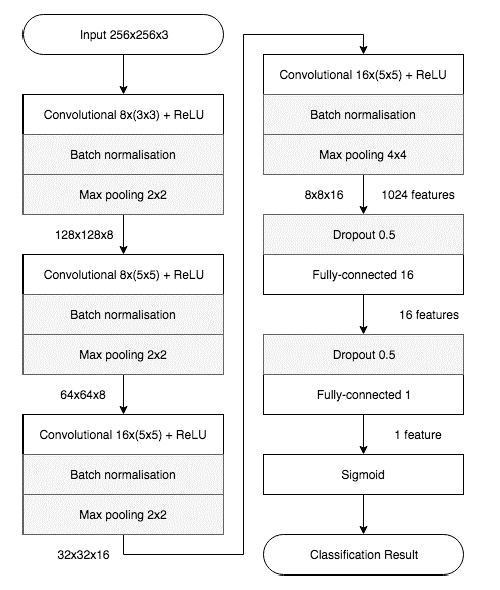 Input 256x256x3
Convolutional 8x(3x3) + ReLU
Batch normalisation
Max pooling 2x2
128x128x8
Convolutional 8x(5x5) + ReLU
Batch normalisation
Max pooling 2x2
64x64x8
Convolutional 16x(5x5) + ReLU
Batch normalisation
Max pooling 2x2
32x32x16
Convolutional 16x(5x5) + ReLU
Batch normalisation
Max pooling 4x4
8x8x16 1024 features
Dropout 0.5
Fully-connected 16
16 features
Dropout 0.5
Fully-connected 1
1 feature
Sigmoid
Classification Result